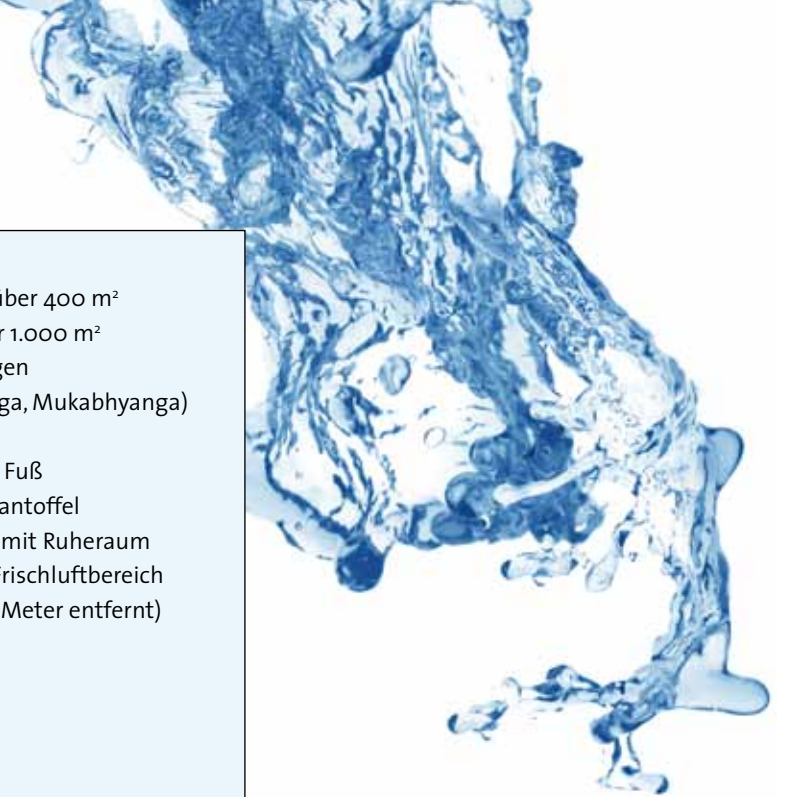 über 400 m²
1.000 m²
gen
ga, Mukabhyanga)
Fuß
antoffel
mit Ruheraum
Frischluftbereich
Meter entfernt)